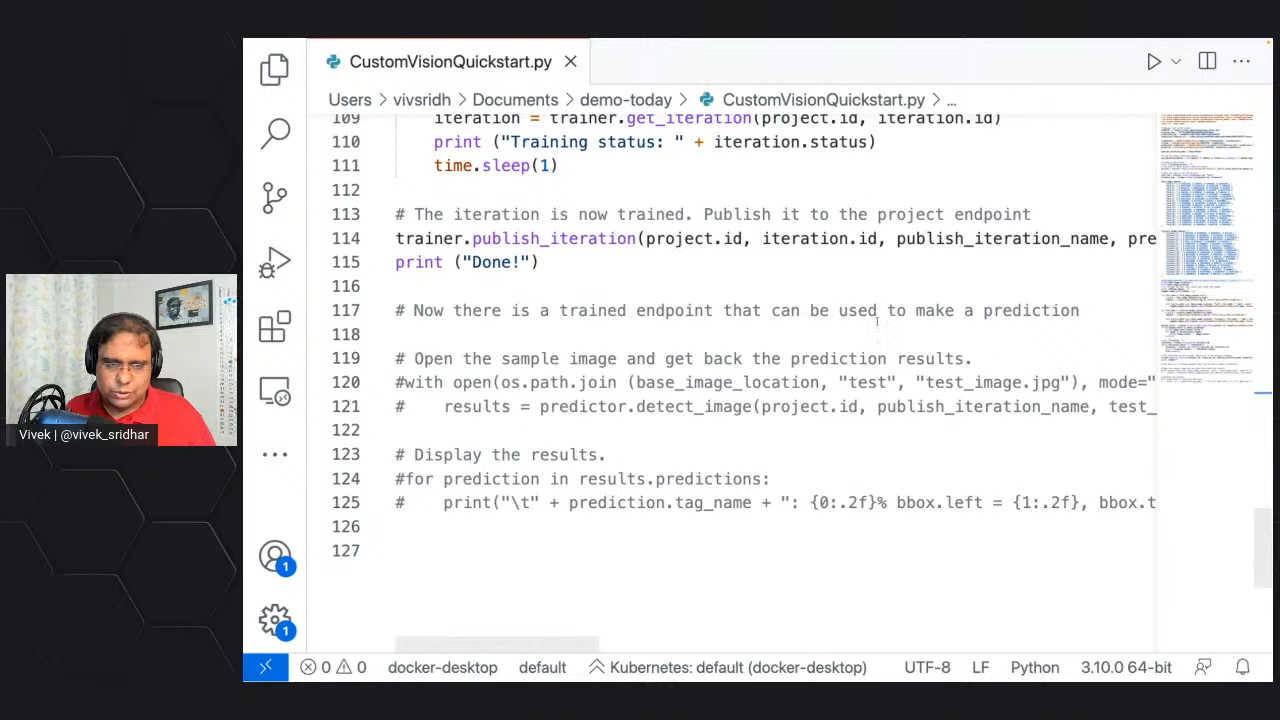 CustomVisionQuickstart.py
Users > vivsridh > Documents > demo-today > CustomVisionQuickstart.py > ...
109 iteration = trainer.get_iteration(project.id, iteration.id)
110 print ("Training status: " + iteration.status)
111 time.sleep(1)
112
113 # The iteration is now trained. Publish it to the project endpoint
114 trainer.publish_iteration(project.id, iteration.id, publish_iteration_name, pre
115 print ("Done!")
116
117 # Now there is a trained endpoint that can be used to make a prediction
118
119 # Open the sample image and get back the prediction results.
120 #with open(os.path.join (base_image_location, "test", "test_image.jpg"), mode="
121 # results = predictor.detect_image(project.id, publish_iteration_name, test_
122
123 # Display the results.
124 #for prediction in results.predictions:
125 # print("\t" + prediction.tag_name + ": {0:.2f}% bbox.left = {1:.2f}, bbox.t
126
127
Vivek | @vivek_sridhar
1
1
0 0 docker-desktop default Kubernetes: default (docker-desktop) UTF-8 LF Python 3.10.0 64-bit